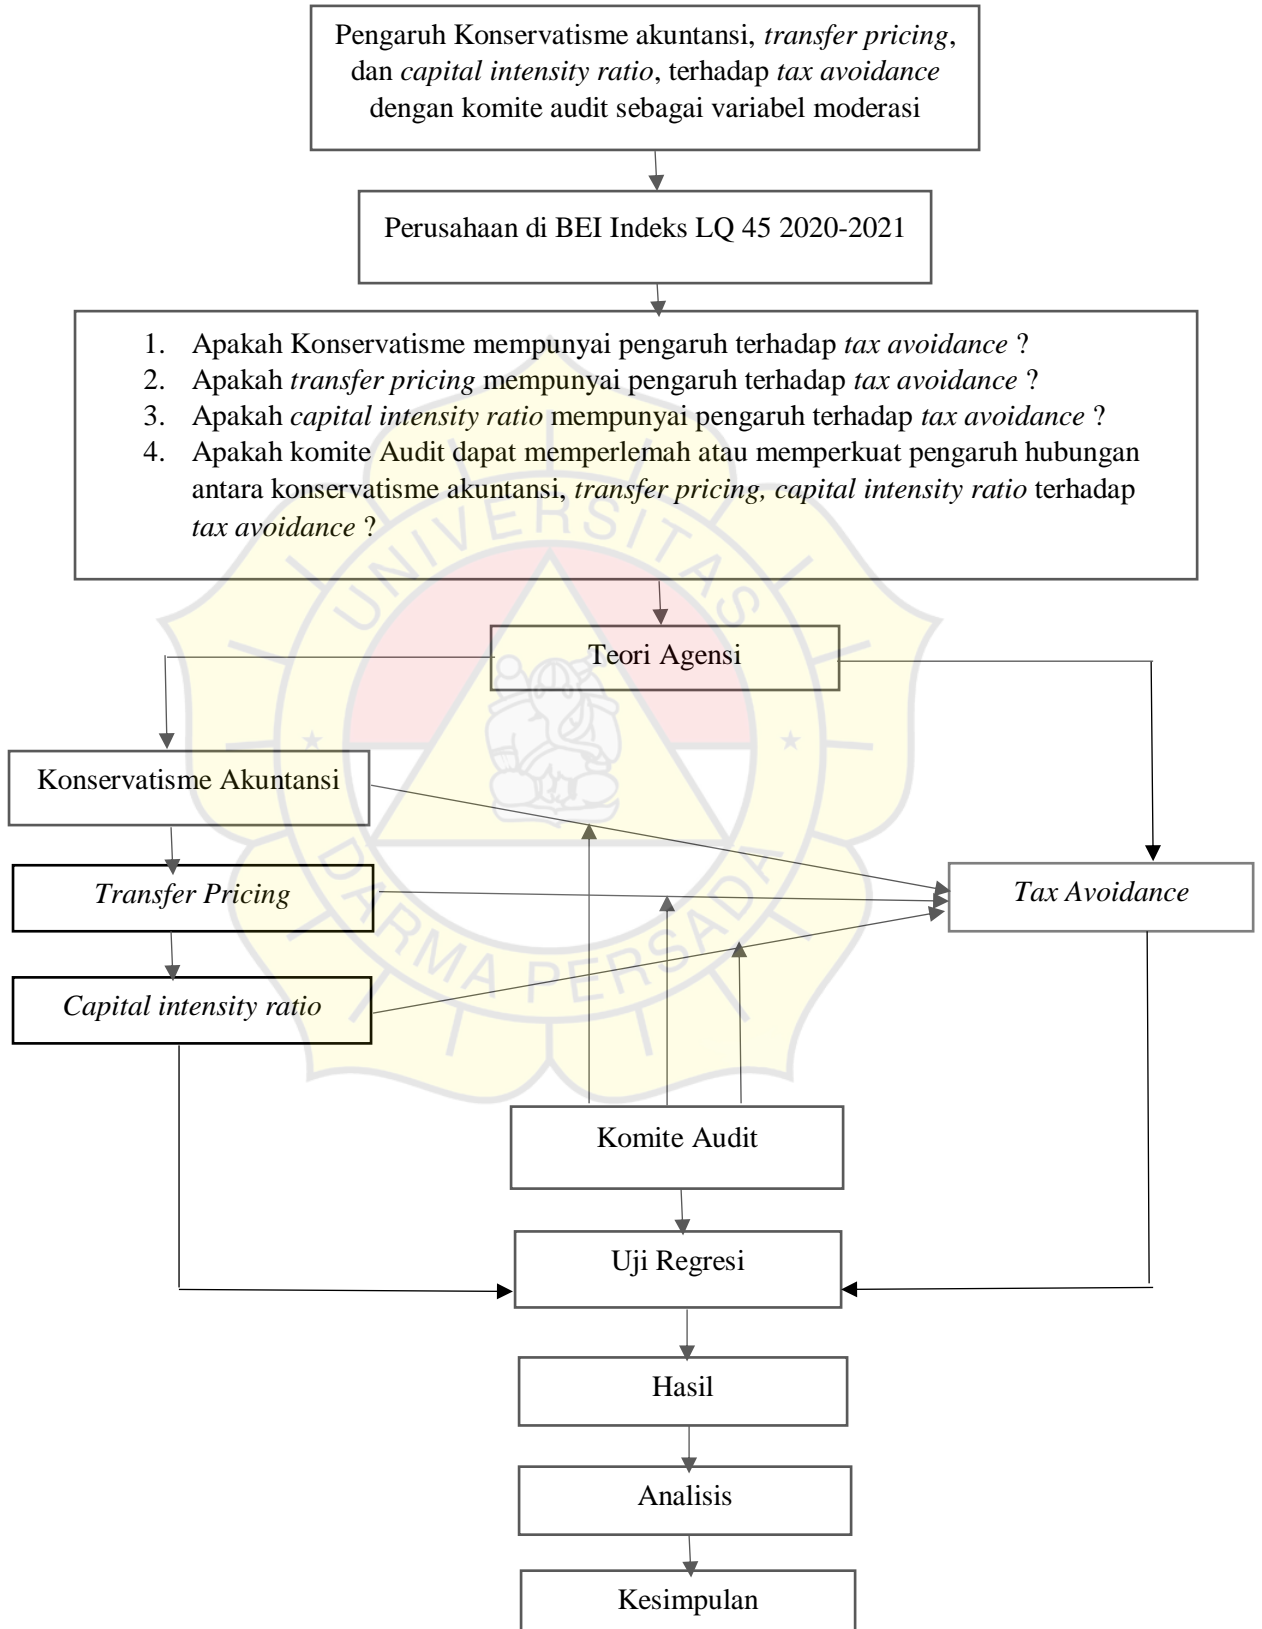 Pengaruh Konservatisme akuntansi, transfer pricing,
dan capital intensity ratio, terhadap tax avoidance
dengan komite audit sebagai variabel moderasi
Perusahaan di BEI Indeks LQ 45 2020-2021
1. Apakah Konservatisme mempunyai pengaruh terhadap tax avoidance ?
2. Apakah transfer pricing mempunyai pengaruh terhadap tax avoidance ?
3. Apakah capital intensity ratio mempunyai pengaruh terhadap tax avoidance ?
4. Apakah komite Audit dapat memperlemah atau memperkuat pengaruh hubungan
antara konservatisme akuntansi, transfer pricing, capital intensity ratio terhadap
tax avoidance ?
UNIVERSITAS
Teori Agensi
Konservatisme Akuntansi
Transfer Pricing
Tax Avoidance
Capital intensity ratio
DARMA PERSADA
Komite Audit
Uji Regresi
Hasil
Analisis
Kesimpulan